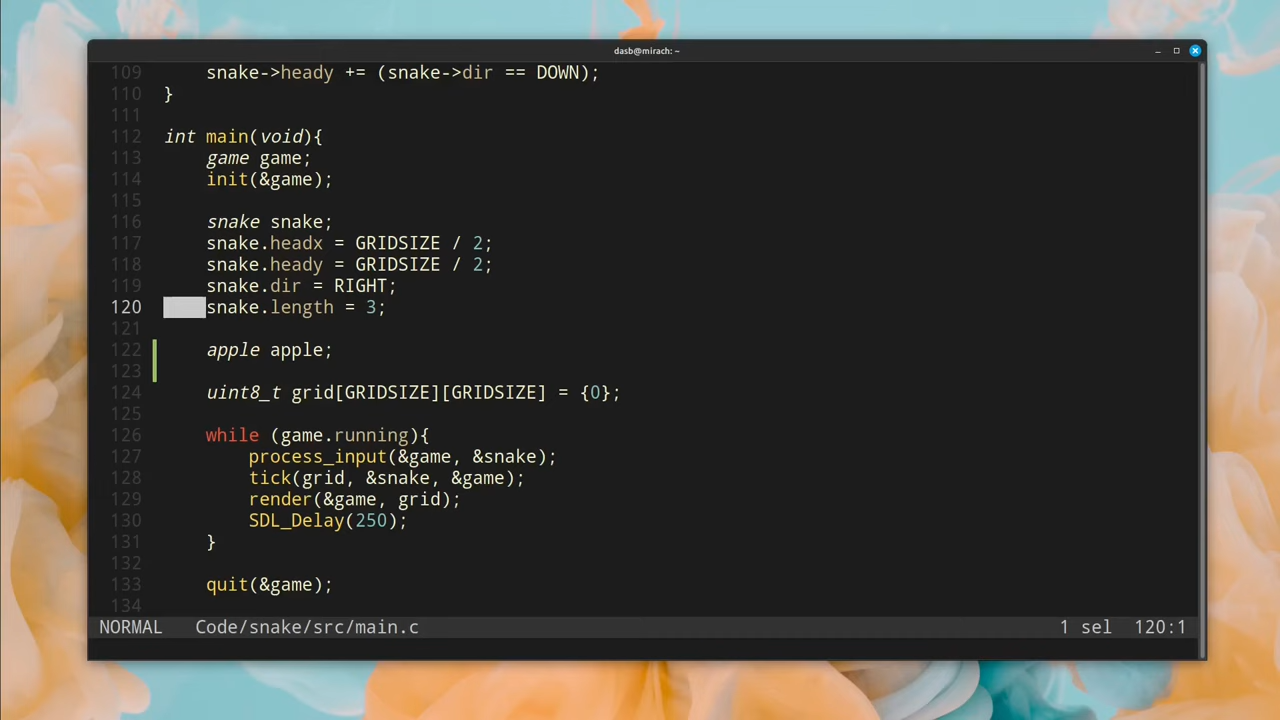 dasb@mirach: ~
109 snake->heady += (snake->dir == DOWN);
110 }
111
112 int main(void){
113 game game;
114 init(&game);
115
116 snake snake;
117 snake.headx = GRIDSIZE / 2;
118 snake.heady = GRIDSIZE / 2;
119 snake.dir = RIGHT;
120 snake.length = 3;
121
122 apple apple;
123
124 uint8_t grid[GRIDSIZE][GRIDSIZE] = {0};
125
126 while (game.running){
127 process_input(&game, &snake);
128 tick(grid, &snake, &game);
129 render(&game, grid);
130 SDL_Delay(250);
131 }
132
133 quit(&game);
134
NORMAL Code/snake/src/main.c 1 sel 120:1